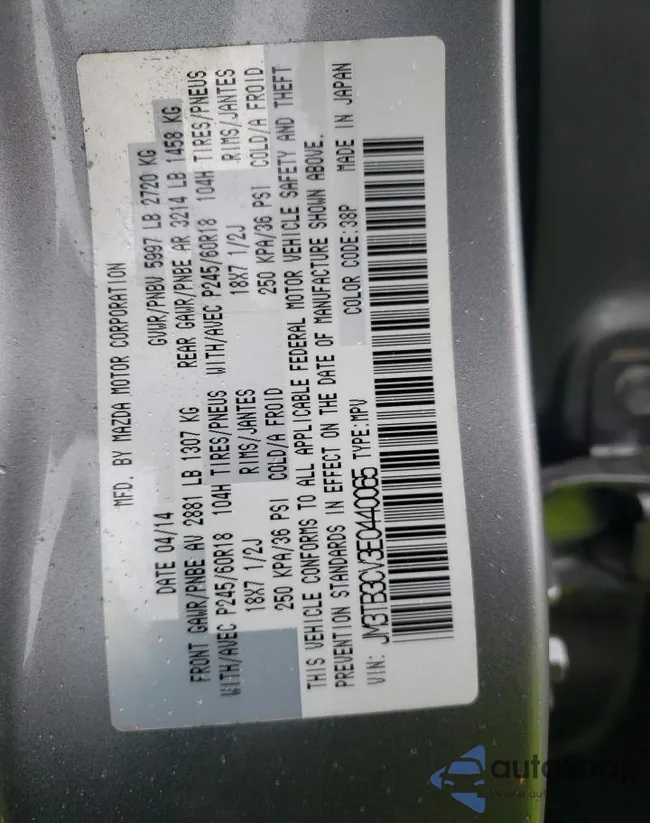 MFD. BY MAZDA MOTOR CORPORATION
DATE 04/14 GVWR/PNBV 5997 LB 2720 KG
FRONT GAWR/PNBE AV 2881 LB 1307 KG REAR GAWR/PNBE AR 3214 LB 1458 KG
WITH/AVEC P245/60R18 104H TIRES/PNEUS WITH/AVEC P245/60R18 104H TIRES/PNEUS
18X7 1/2J RIMS/JANTES 18X7 1/2J RIMS/JANTES
250 KPA/36 PSI COLD/A FROID 250 KPA/36 PSI COLD/A FROID
THIS VEHICLE CONFORMS TO ALL APPLICABLE FEDERAL MOTOR VEHICLE SAFETY AND THEFT
PREVENTION STANDARDS IN EFFECT ON THE DATE OF MANUFACTURE SHOWN ABOVE.
VIN: JM3TB3CV3E0440065 TYPE:MPV COLOR CODE:38P MADE IN JAPAN
autoSnap